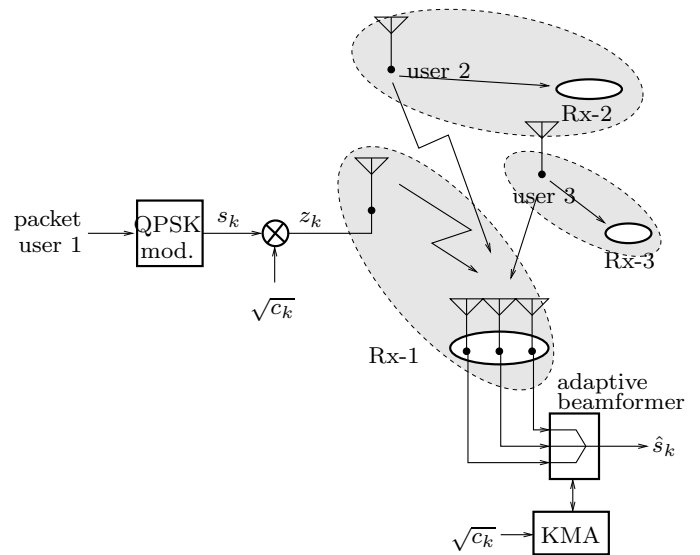 user 2
Rx-2
user 3
Rx-3
packet
user 1
QPSK
mod.
s_k
z_k
√c_k
Rx-1
adaptive
beamformer
ŝ_k
√c_k
KMA